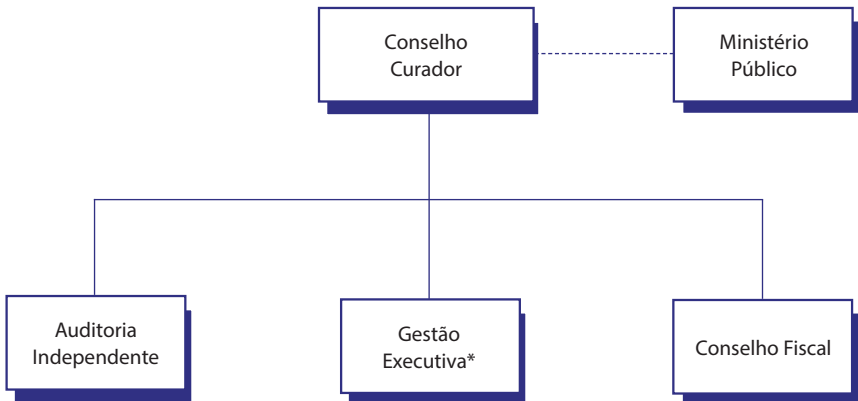 Conselho
Curador
Ministério
Público
Auditoria
Independente
Gestão
Executiva*
Conselho Fiscal